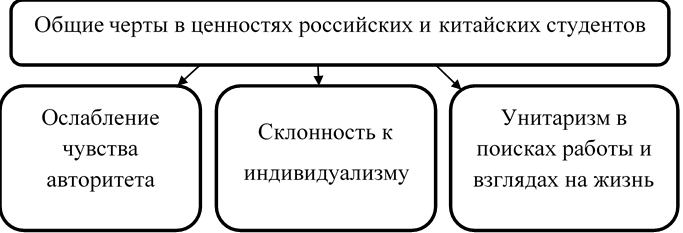 Общие черты в ценностях российских и китайских студентов
Ослабление
чувства
авторитета
Склонность к
индивидуализму
Унитаризм в
поисках работы и
взглядах на жизнь